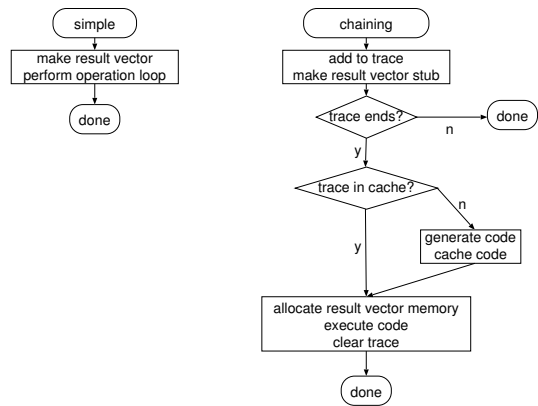 simple
make result vector
perform operation loop
done
chaining
add to trace
make result vector stub
trace ends?
n
done
y
trace in cache?
n
generate code
cache code
y
allocate result vector memory
execute code
clear trace
done